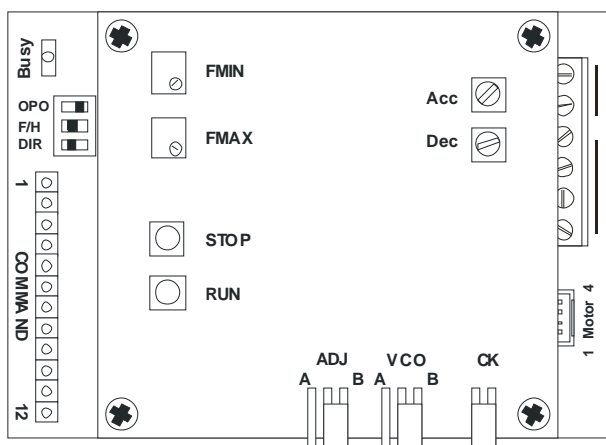 Busy
FMIN
Acc
OPO
F/H
DIR
FMAX
Dec
1
COMMAND
12
STOP
RUN
1 Motor 4
ADJ
VCO
CK
A B A B